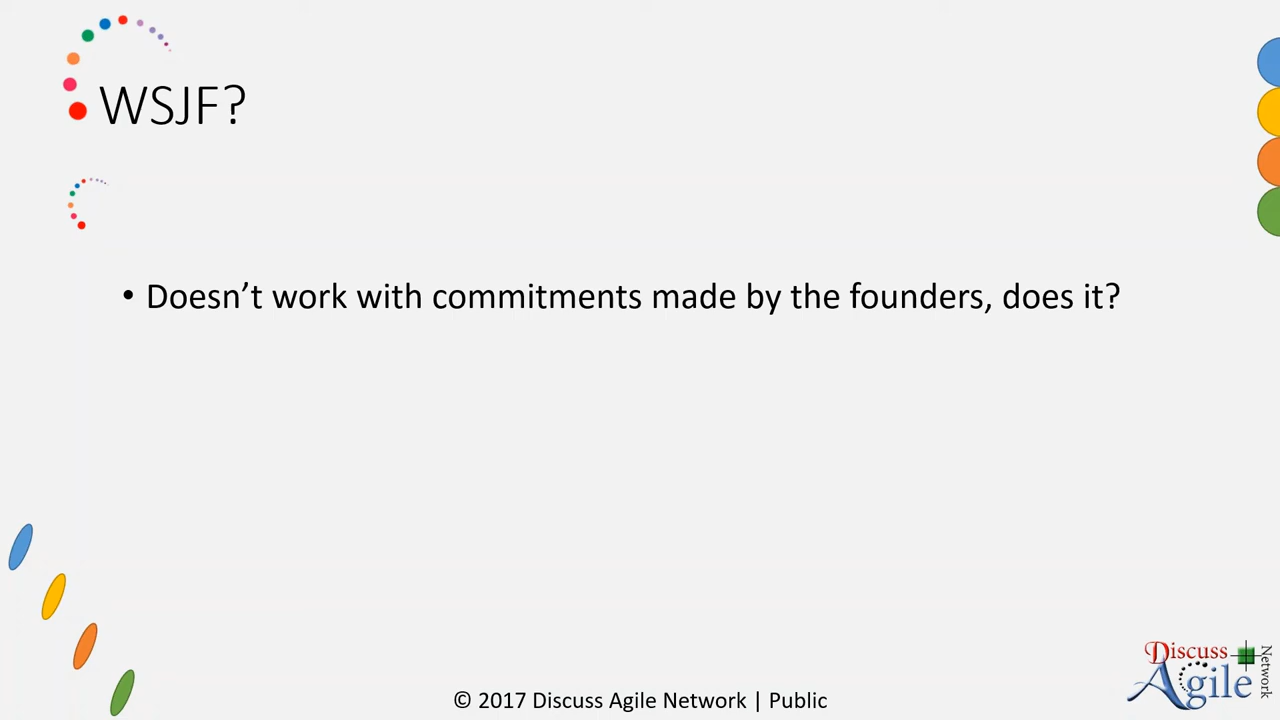 WSJF?
• Doesn’t work with commitments made by the founders, does it?
© 2017 Discuss Agile Network | Public
Discuss
Agile
Network